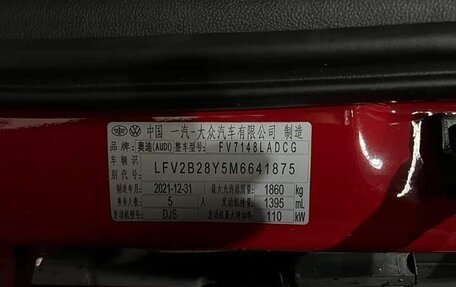 中国 一汽-大众汽车有限公司 制造
品牌: 奥迪(AUDI) 整车型号: FV7148LADCG
车辆识别代号: LFV2B28Y5M6641875
制造年月 2021-12-31 最大允许总质量 1860 kg
乘坐人数 5 人 发动机排量 1395 mL
发动机型号 DJS 发动机最大净功率 110 kW